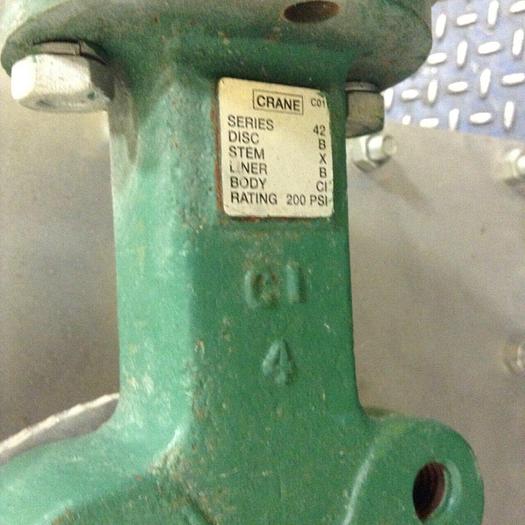 CRANE C01
SERIES 42
DISC B
STEM X
LINER B
BODY CI
RATING 200 PSI
CI
4